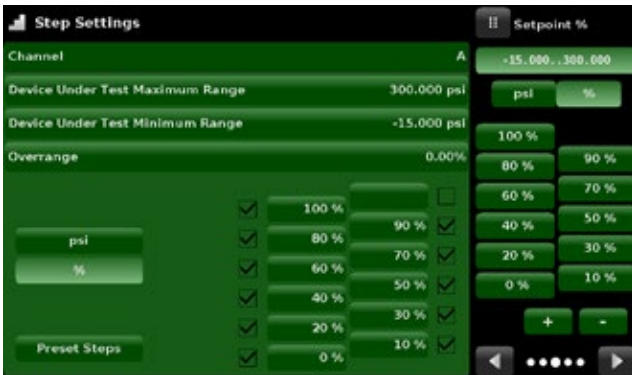 Step Settings
Channel A
Device Under Test Maximum Range 300.000 psi
Device Under Test Minimum Range -15.000 psi
Overrange 0.00%
psi
%
Preset Steps
100 %
90 %
80 %
70 %
60 %
50 %
40 %
30 %
20 %
10 %
0 %
Setpoint %
-15.000..300.000
psi %
100 %
90 %
80 %
70 %
60 %
50 %
40 %
30 %
20 %
10 %
0 %
+ -